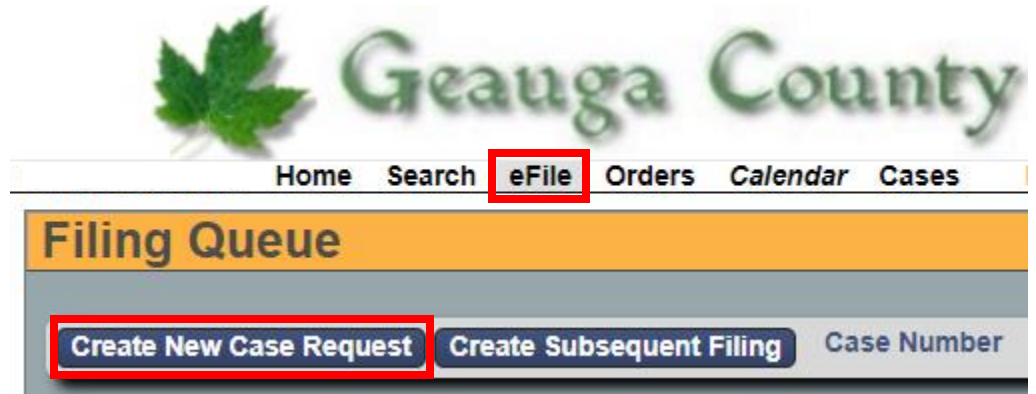 Geauga County
Home Search eFile Orders Calendar Cases
Filing Queue
Create New Case Request Create Subsequent Filing Case Number